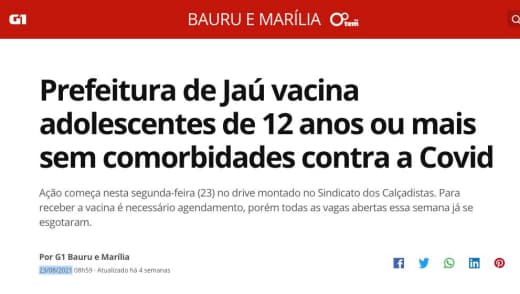 G1
BAURU E MARÍLIA tem
Prefeitura de Jaú vacina
adolescentes de 12 anos ou mais
sem comorbidades contra a Covid
Ação começa nesta segunda-feira (23) no drive montado no Sindicato dos Calçadistas. Para
receber a vacina é necessário agendamento, porém todas as vagas abertas essa semana já se
esgotaram.
Por G1 Bauru e Marília
23/08/2021 08h59 · Atualizado há 4 semanas